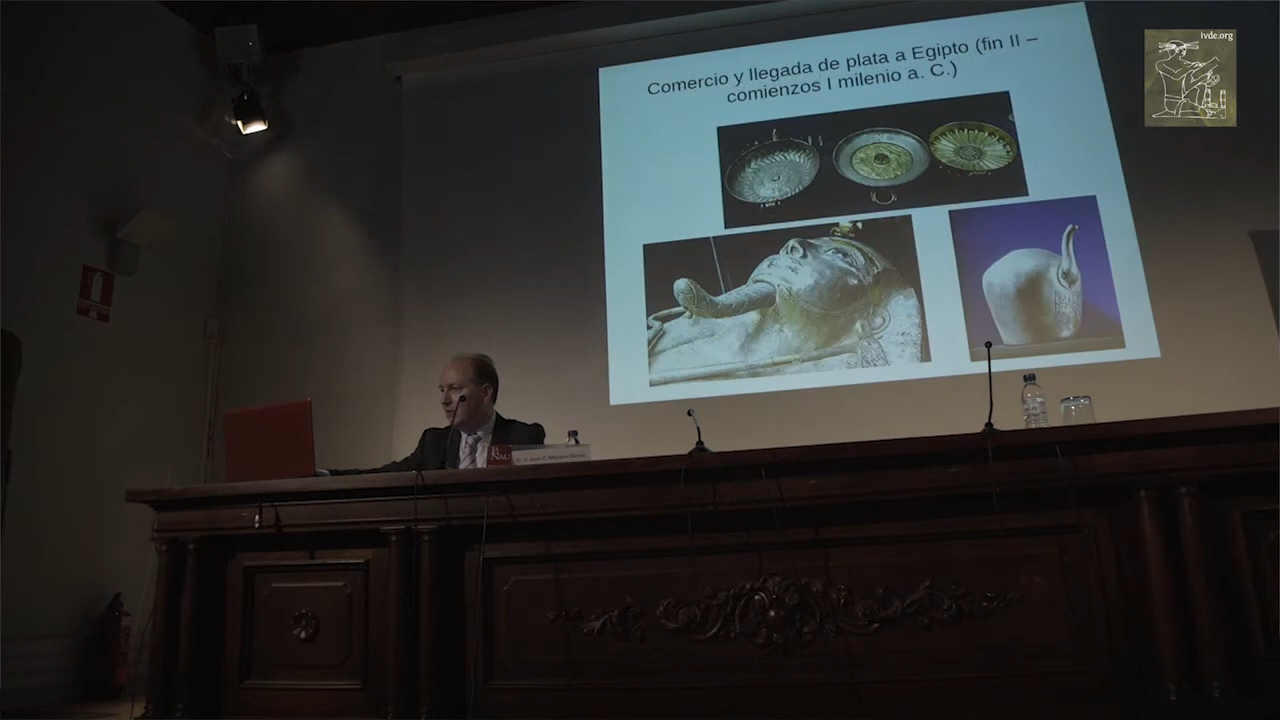 ivde.org
Comercio y llegada de plata a Egipto (fin II –
comienzos I milenio a. C.)